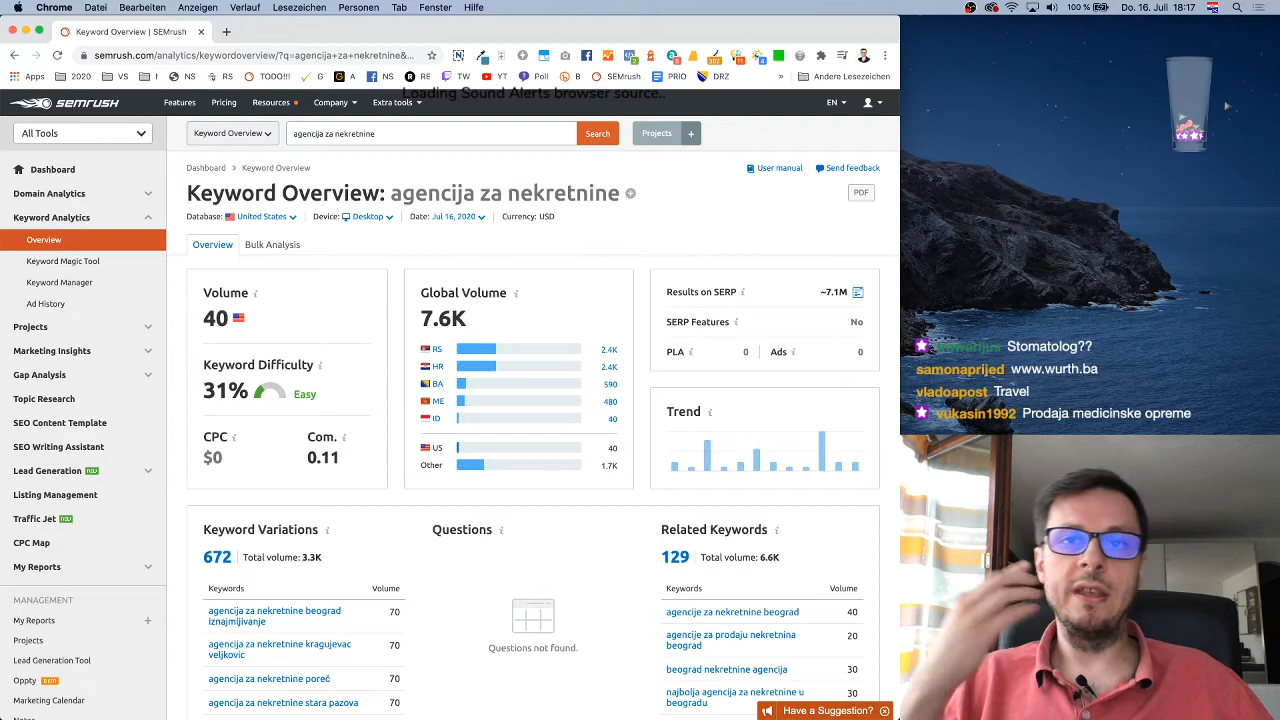 Chrome Datei Bearbeiten Anzeigen Verlauf Lesezeichen Personen Tab Fenster Hilfe
100 % Do. 16. Juli 18:17
Keyword Overview | SEMrush
semrush.com/analytics/keywordoverview/?q=agencija+za+nekretnine&...
Apps 2020 VS I NS RS TODO!!! G A NS RE TW YT Poll B SEMrush PRIO DRZ » Andere Lesezeichen
Loading Sound Alerts browser source..
SEMRUSH Features Pricing Resources Company Extra tools EN
All Tools
Keyword Overview agencija za nekretnine Search Projects +
Dashboard
Domain Analytics
Keyword Analytics
Overview
Keyword Magic Tool
Keyword Manager
Ad History
Projects
Marketing Insights
Gap Analysis
Topic Research
SEO Content Template
SEO Writing Assistant
Lead Generation NEW
Listing Management
Traffic Jet NEW
CPC Map
My Reports
MANAGEMENT
My Reports +
Projects
Lead Generation Tool
Oppty BETA
Marketing Calendar
Notes
Dashboard > Keyword Overview User manual Send feedback
Keyword Overview: agencija za nekretnine PDF
Database: United States Device: Desktop Date: Jul 16, 2020 Currency: USD
Overview Bulk Analysis
Volume
40
Keyword Difficulty
31% Easy
CPC Com.
$0 0.11
Global Volume
7.6K
RS 2.4K
HR 2.4K
BA 590
ME 480
ID 40
US 40
Other 1.7K
Results on SERP ~7.1M
SERP Features No
PLA 0 Ads 0
Trend
Keyword Variations
672 Total volume: 3.3K
Keywords Volume
agencija za nekretnine beograd 70
iznajmljivanje
agencija za nekretnine kragujevac 70
veljkovic
agencija za nekretnine poreč 70
agencija za nekretnine stara pazova 70
Questions
Questions not found.
Related Keywords
129 Total volume: 6.6K
Keywords Volume
agencije za nekretnine beograd 40
agencije za prodaju nekretnina 20
beograd
beograd nekretnine agencija 30
najbolja agencija za nekretnine u 30
beogradu
Have a Suggestion?
Stomatolog??
samonaprijed www.wurth.ba
vladoapost Travel
vukasin1992 Prodaja medicinske opreme